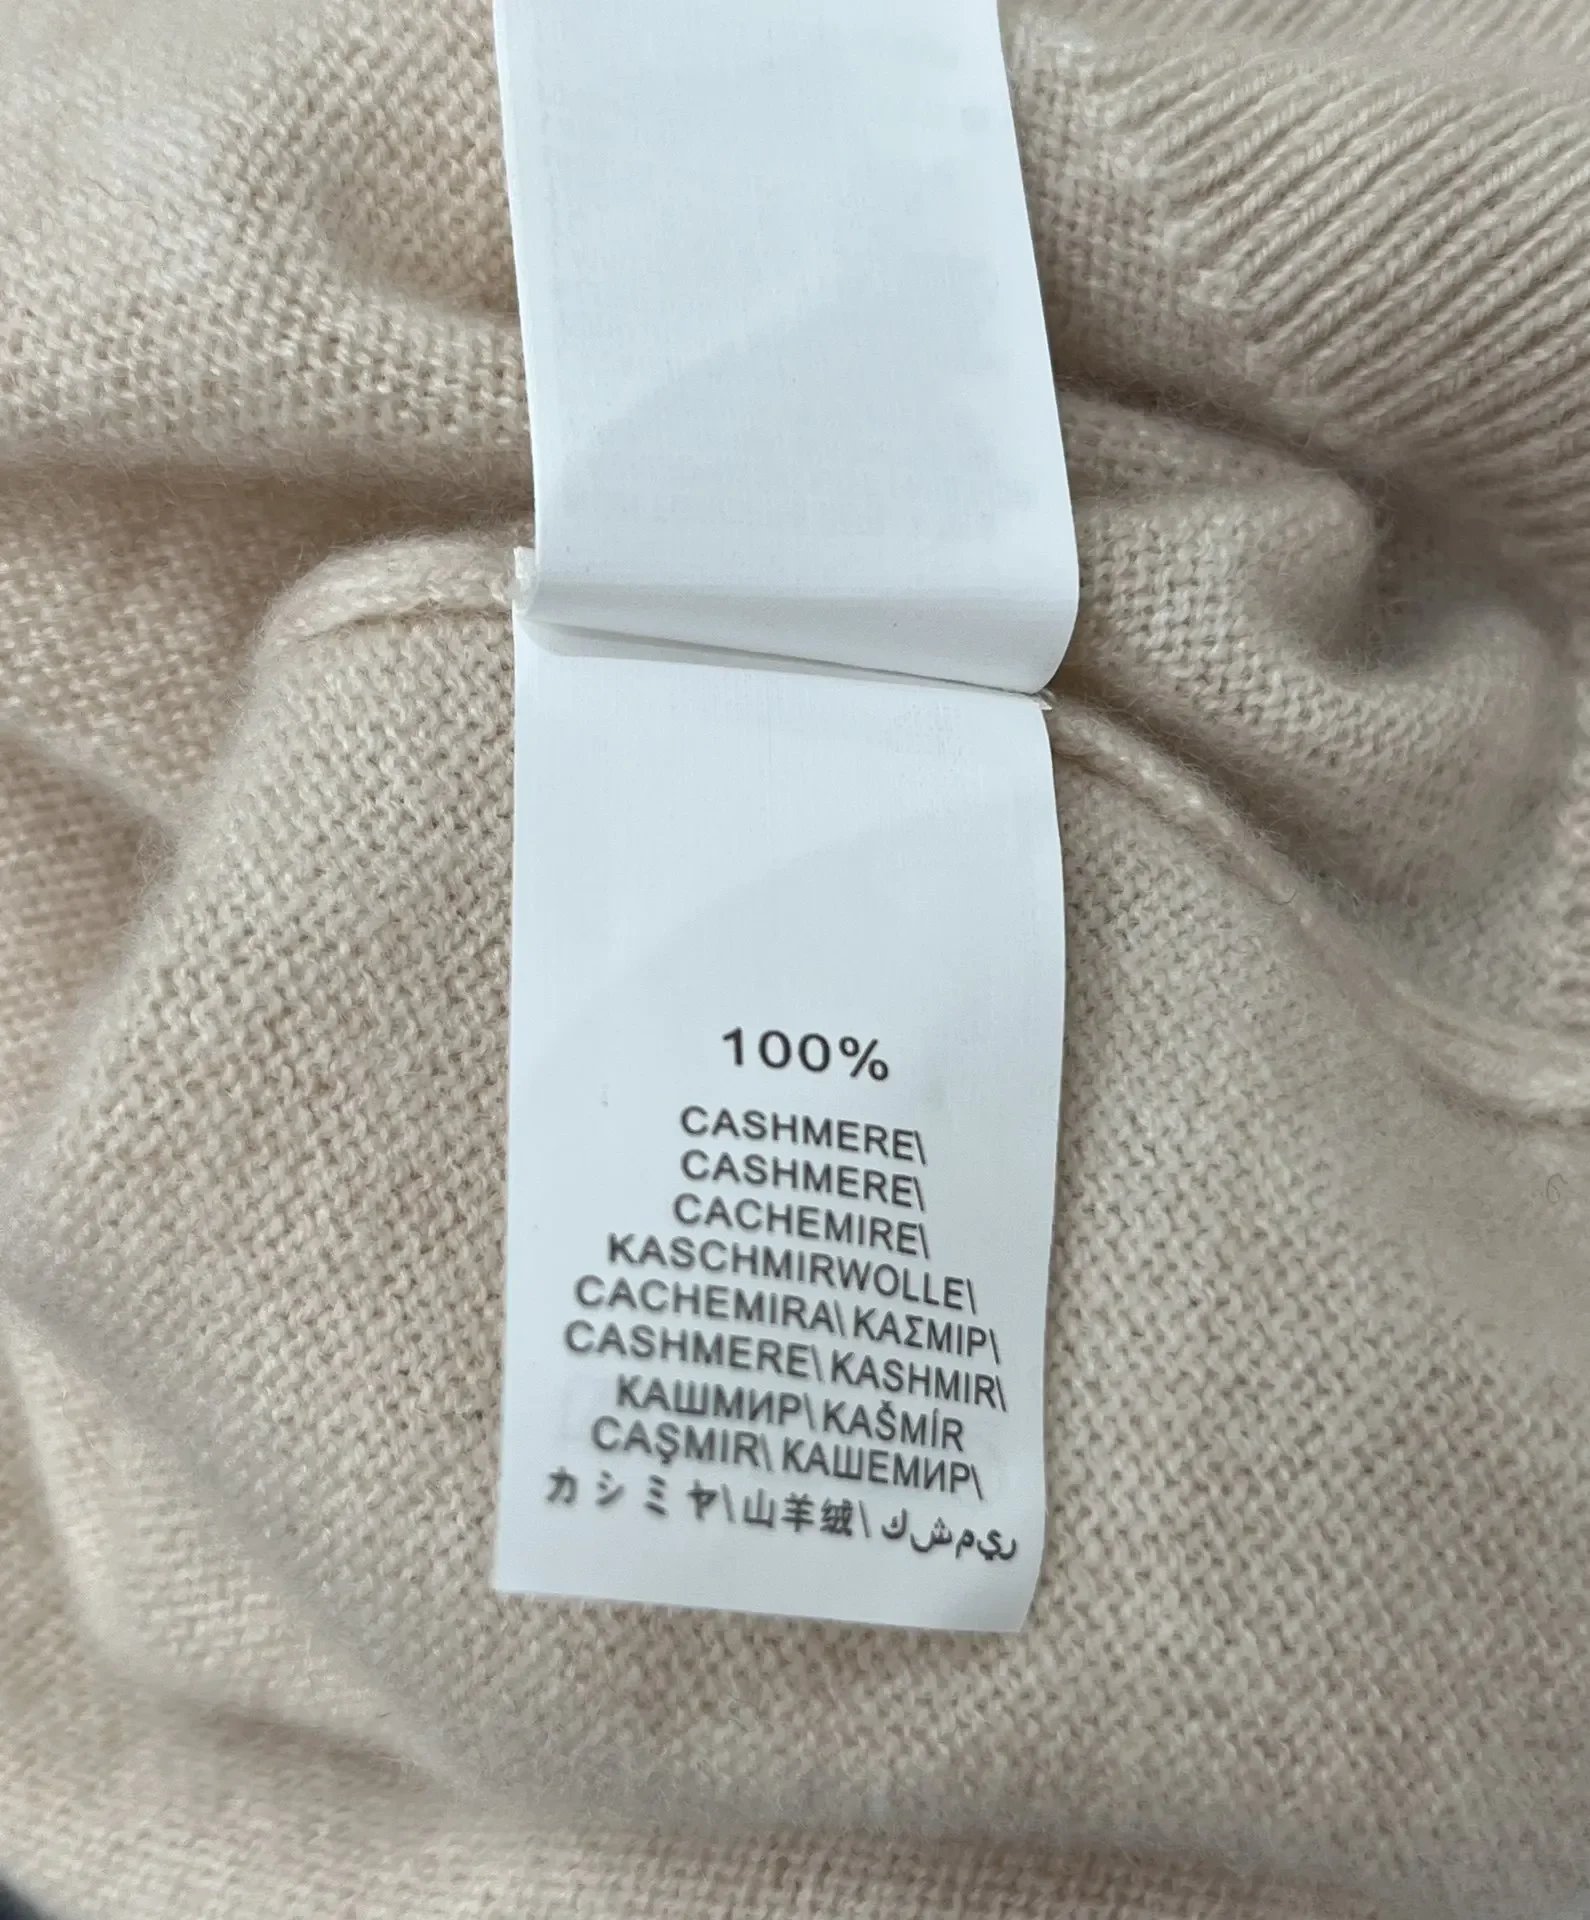 100%
CASHMERE\
CASHMERE\
CACHEMIRE\
KASCHMIRWOLLE\
CACHEMIRA\ ΚΑΣΜΙΡ\
CASHMERE\ KASHMIR\
КАШМИР\ KAŠMÍR
CAŞMIR\ КАШЕМИР\
カシミヤ\山羊绒\ كشميري